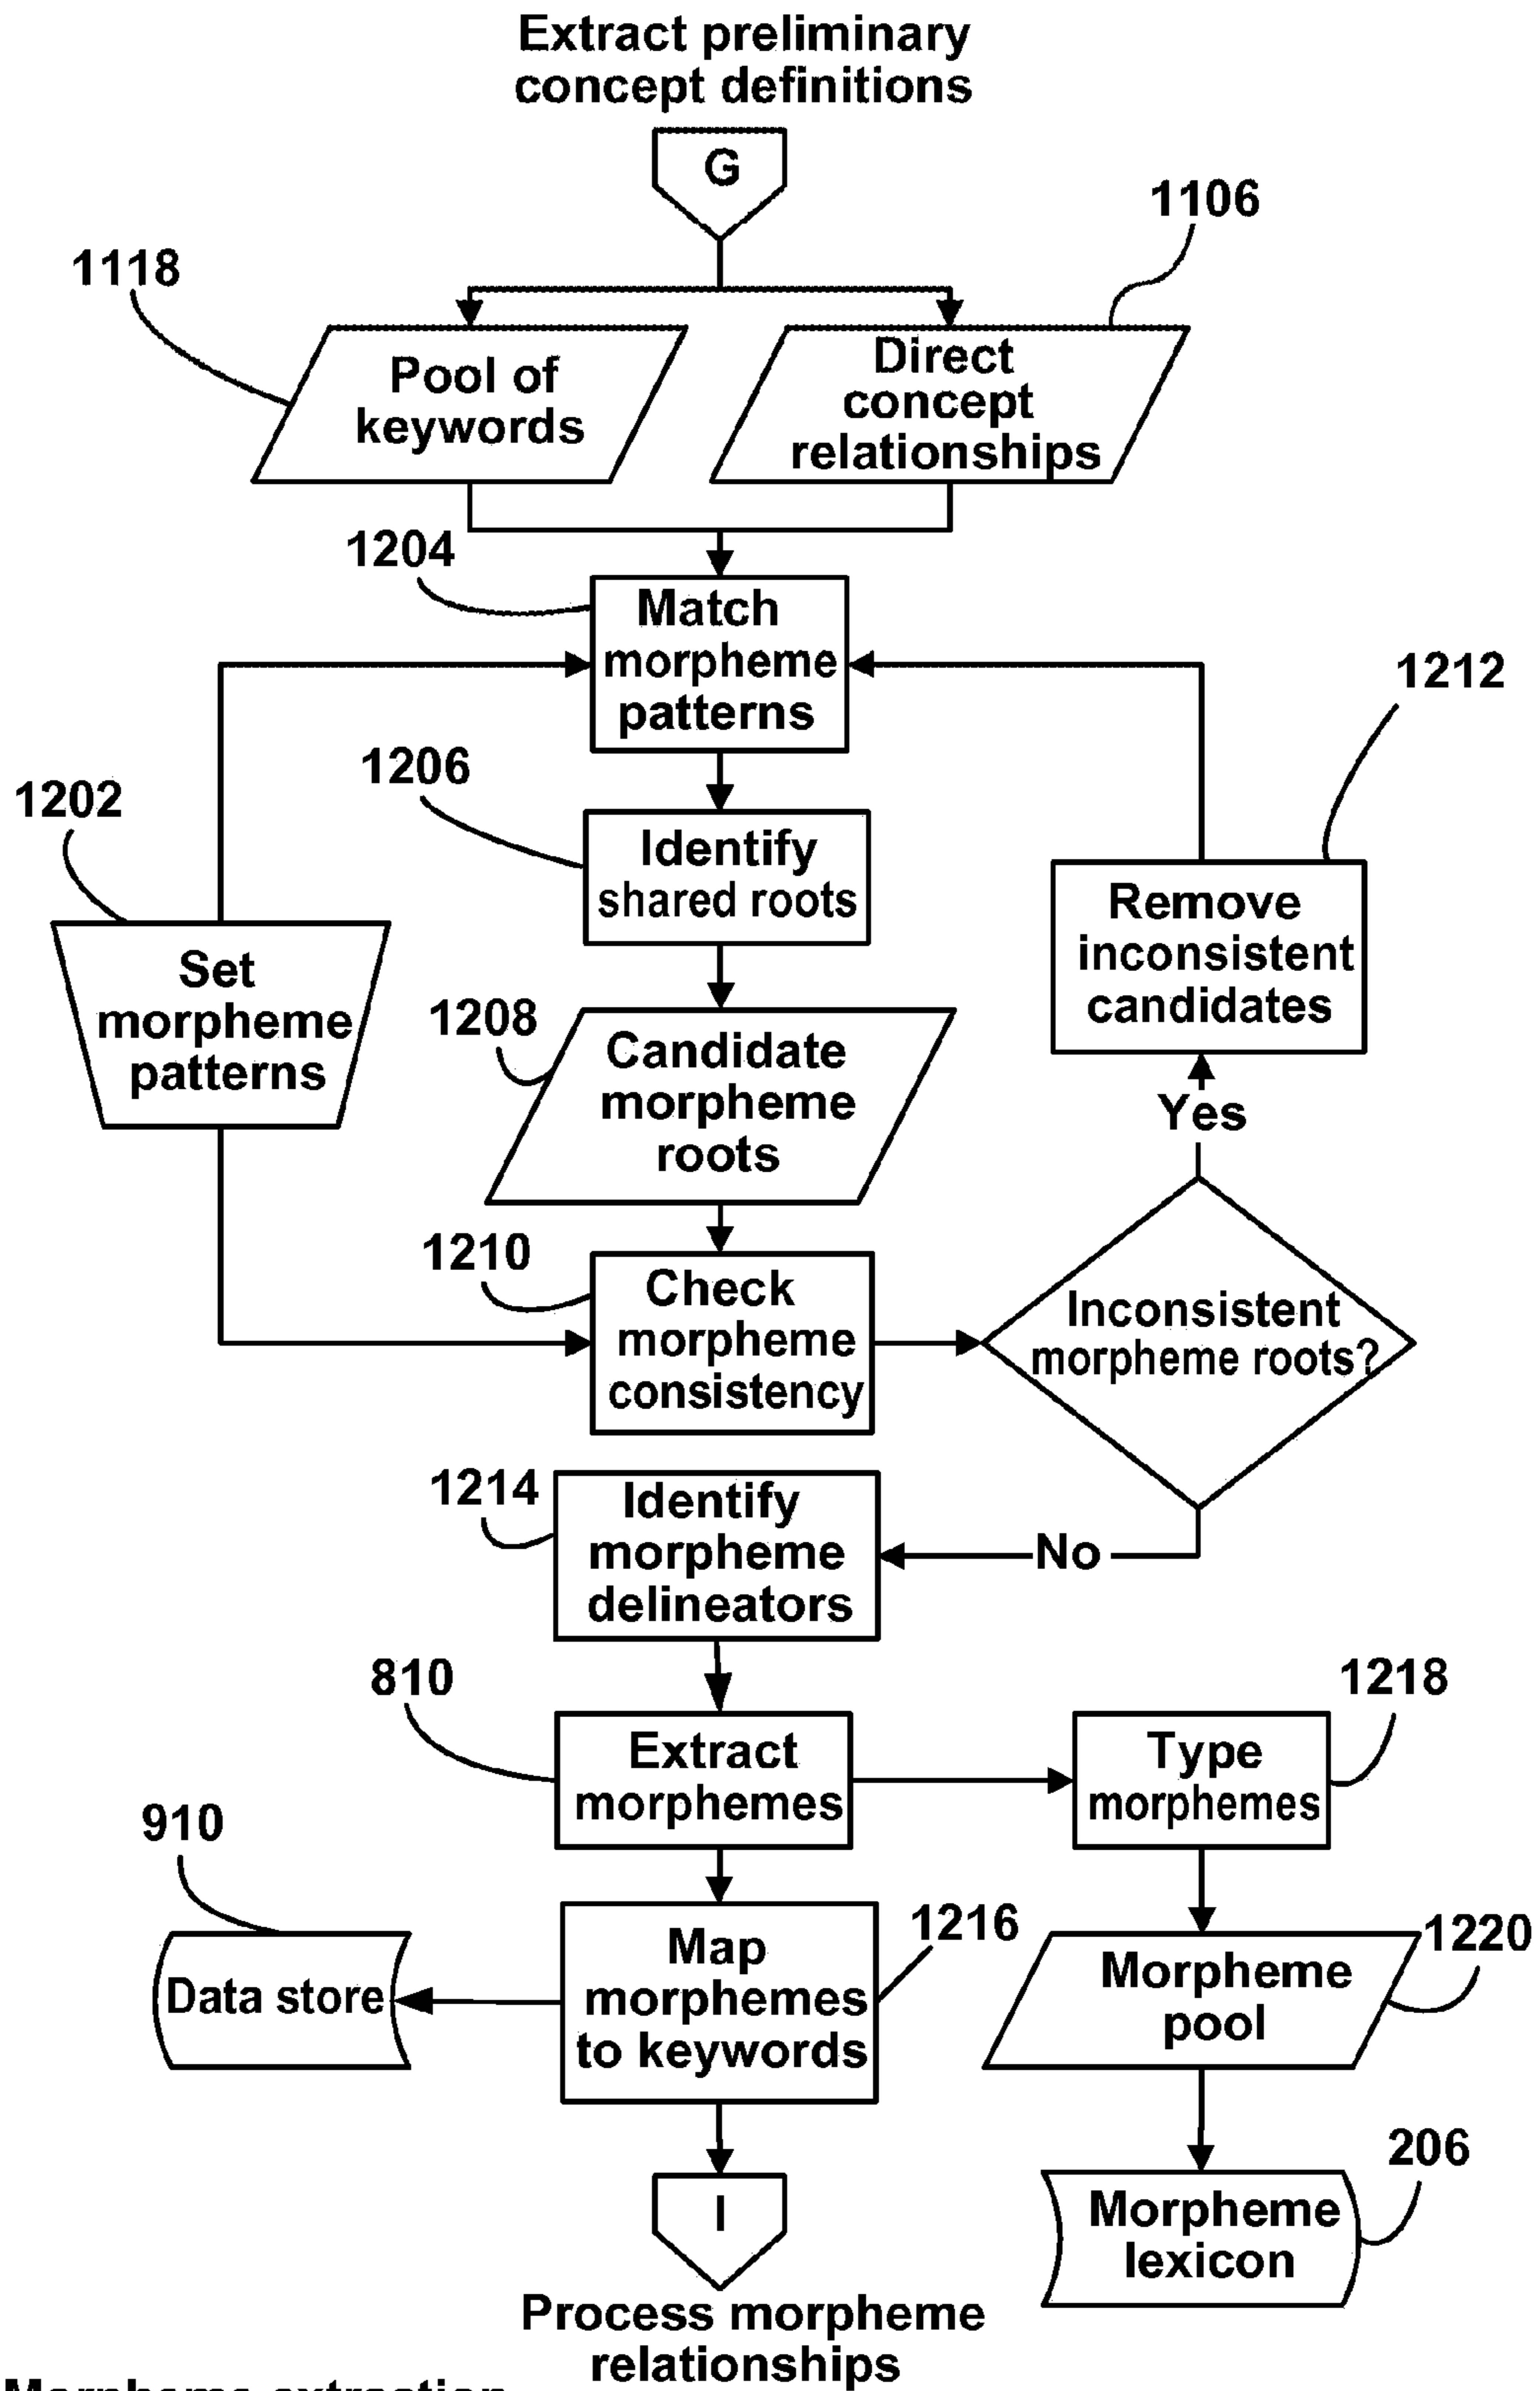 Extract preliminary
concept definitions
G
1106
1118
Pool of
keywords
Direct
concept
relationships
1204
Match
morpheme
patterns
1212
1206
1202
Identify
shared roots
Remove
inconsistent
candidates
Set
morpheme
patterns
1208
Candidate
morpheme
roots
Yes
1210
Check
morpheme
consistency
Inconsistent
morpheme roots?
1214
Identify
morpheme
delineators
No
810
1218
Extract
morphemes
Type
morphemes
910
1216
1220
Data store
Map
morphemes
to keywords
Morpheme
pool
206
I
Morpheme
lexicon
Process morpheme
relationships
Morpheme extraction